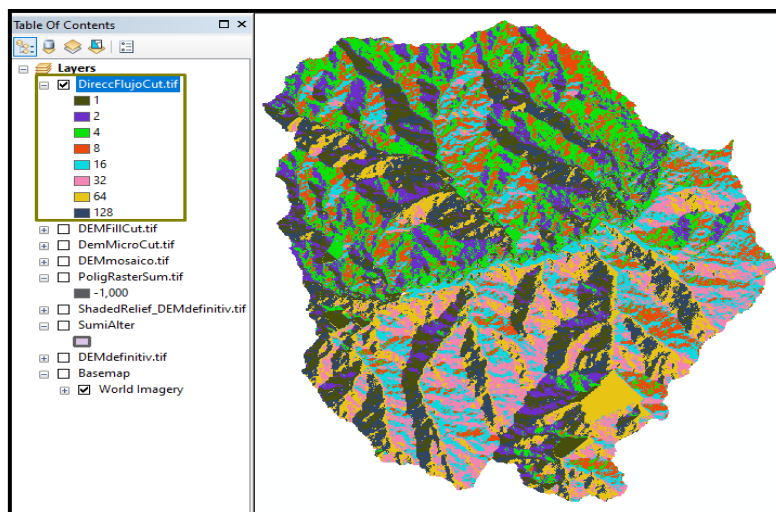 Table Of Contents
Layers
DireccFlujoCut.tif
1
2
4
8
16
32
64
128
DEMFillCut.tif
DemMicroCut.tif
DEMmosaico.tif
PoligRasterSum.tif
-1,000
ShadedRelief_DEMdefinitiv.tif
SumiAlter
DEMdefinitiv.tif
Basemap
World Imagery